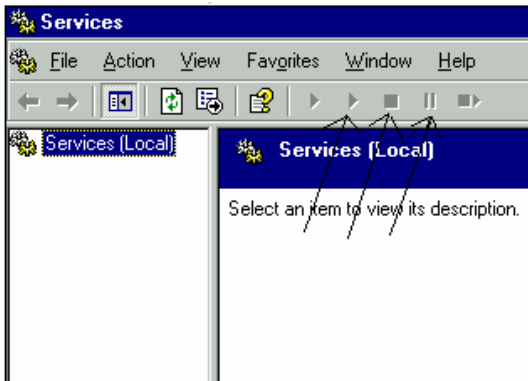 Services
File Action View Favorites Window Help
Services (Local)
Services (Local)
Select an item to view its description.